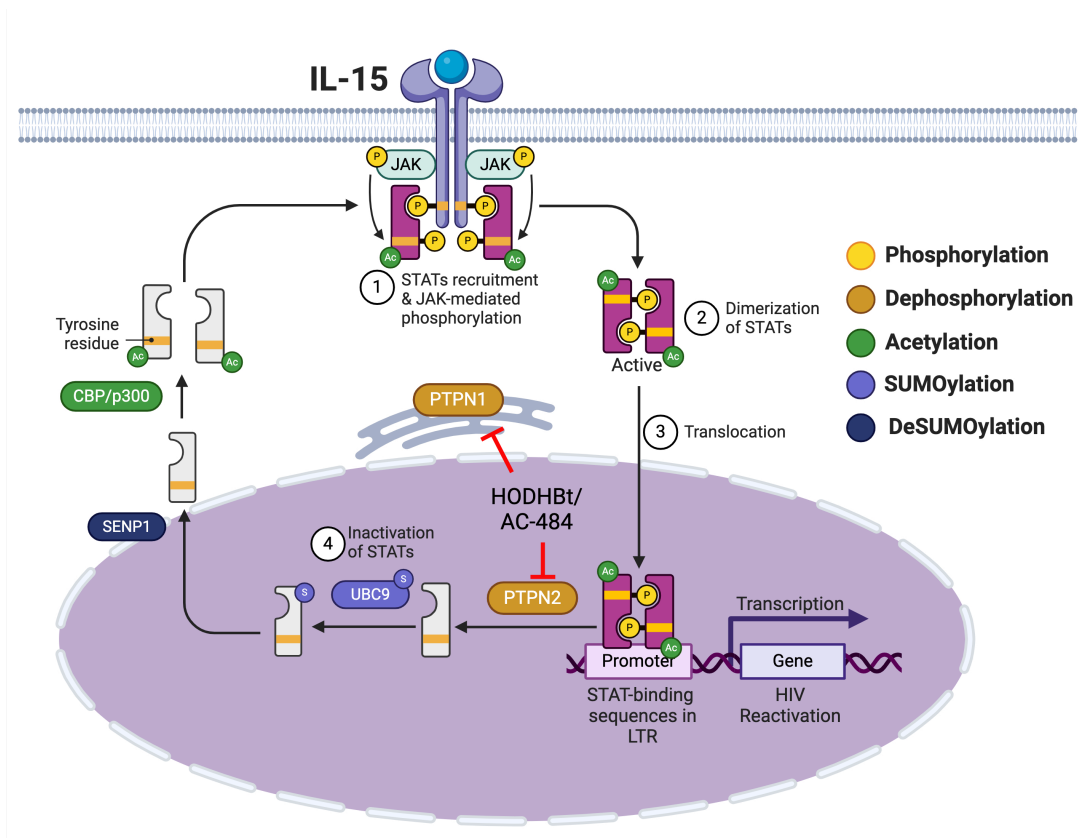 IL-15
P
JAK
JAK
P
P
P
P
P
Ac
Ac
1
STATs recruitment
& JAK-mediated
phosphorylation
Ac
P
P
Active
Ac
2
Dimerization
of STATs
Phosphorylation
Dephosphorylation
Acetylation
SUMOylation
DeSUMOylation
Tyrosine
residue
Ac
Ac
CBP/p300
PTPN1
3
Translocation
HODHBt/
AC-484
SENP1
4
Inactivation
of STATs
S
UBC9
S
PTPN2
Ac
P
P
Ac
Transcription
Promoter
Gene
STAT-binding
sequences in
LTR
HIV
Reactivation